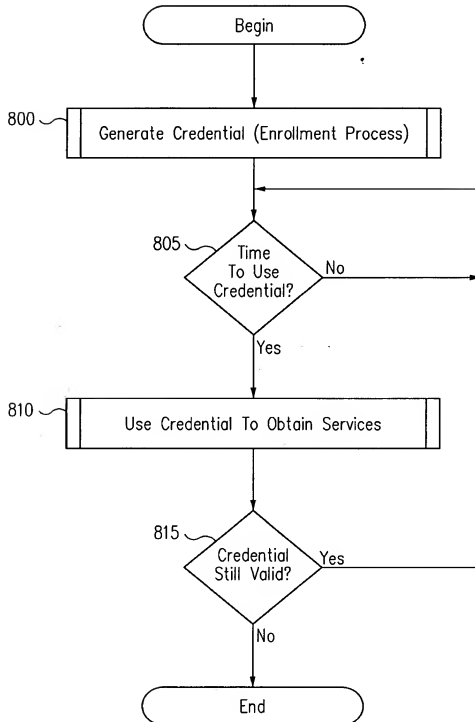 Begin
800
Generate Credential (Enrollment Process)
805
Time
To Use
Credential?
No
Yes
810
Use Credential To Obtain Services
815
Credential
Still Valid?
Yes
No
End